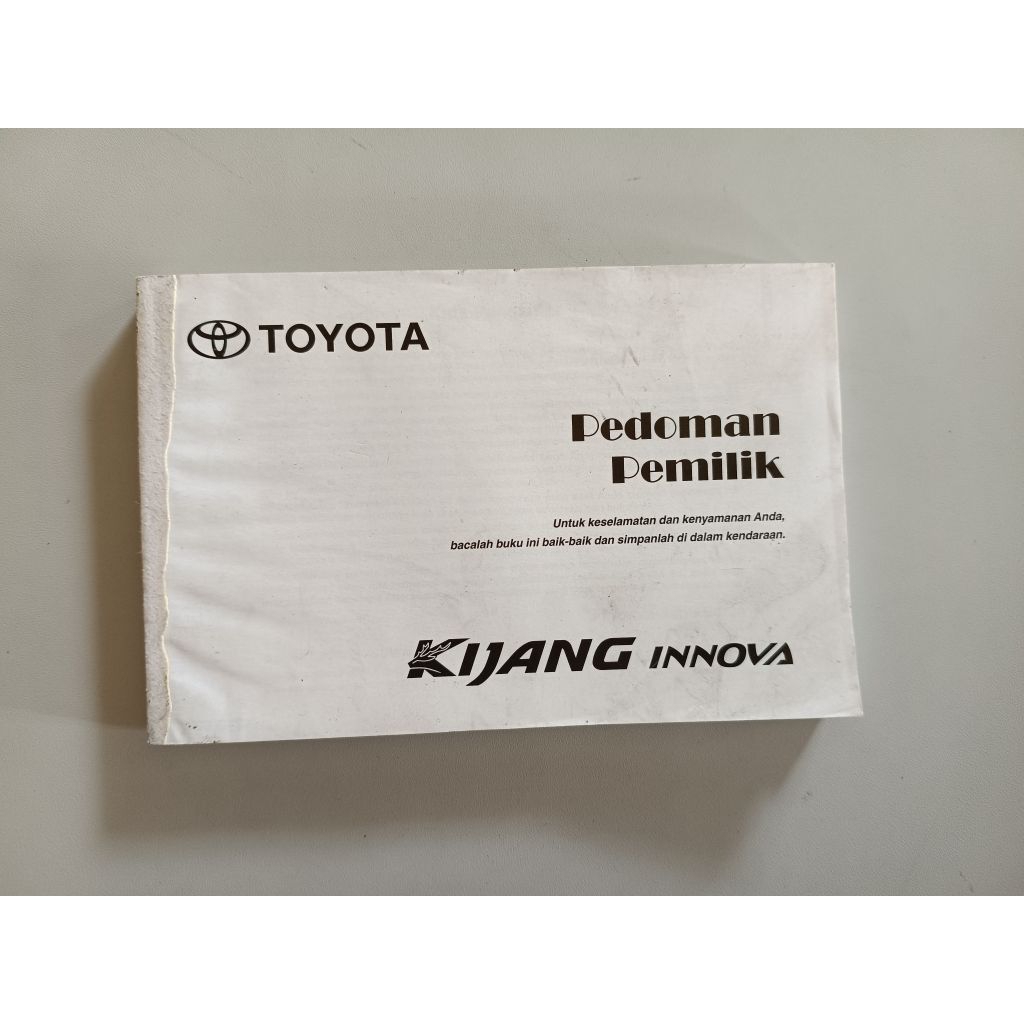 TOYOTA
Pedoman
Pemilik
Untuk keselamatan dan kenyamanan Anda,
bacalah buku ini baik-baik dan simpanlah di dalam kendaraan.
KIJANG INNOVA